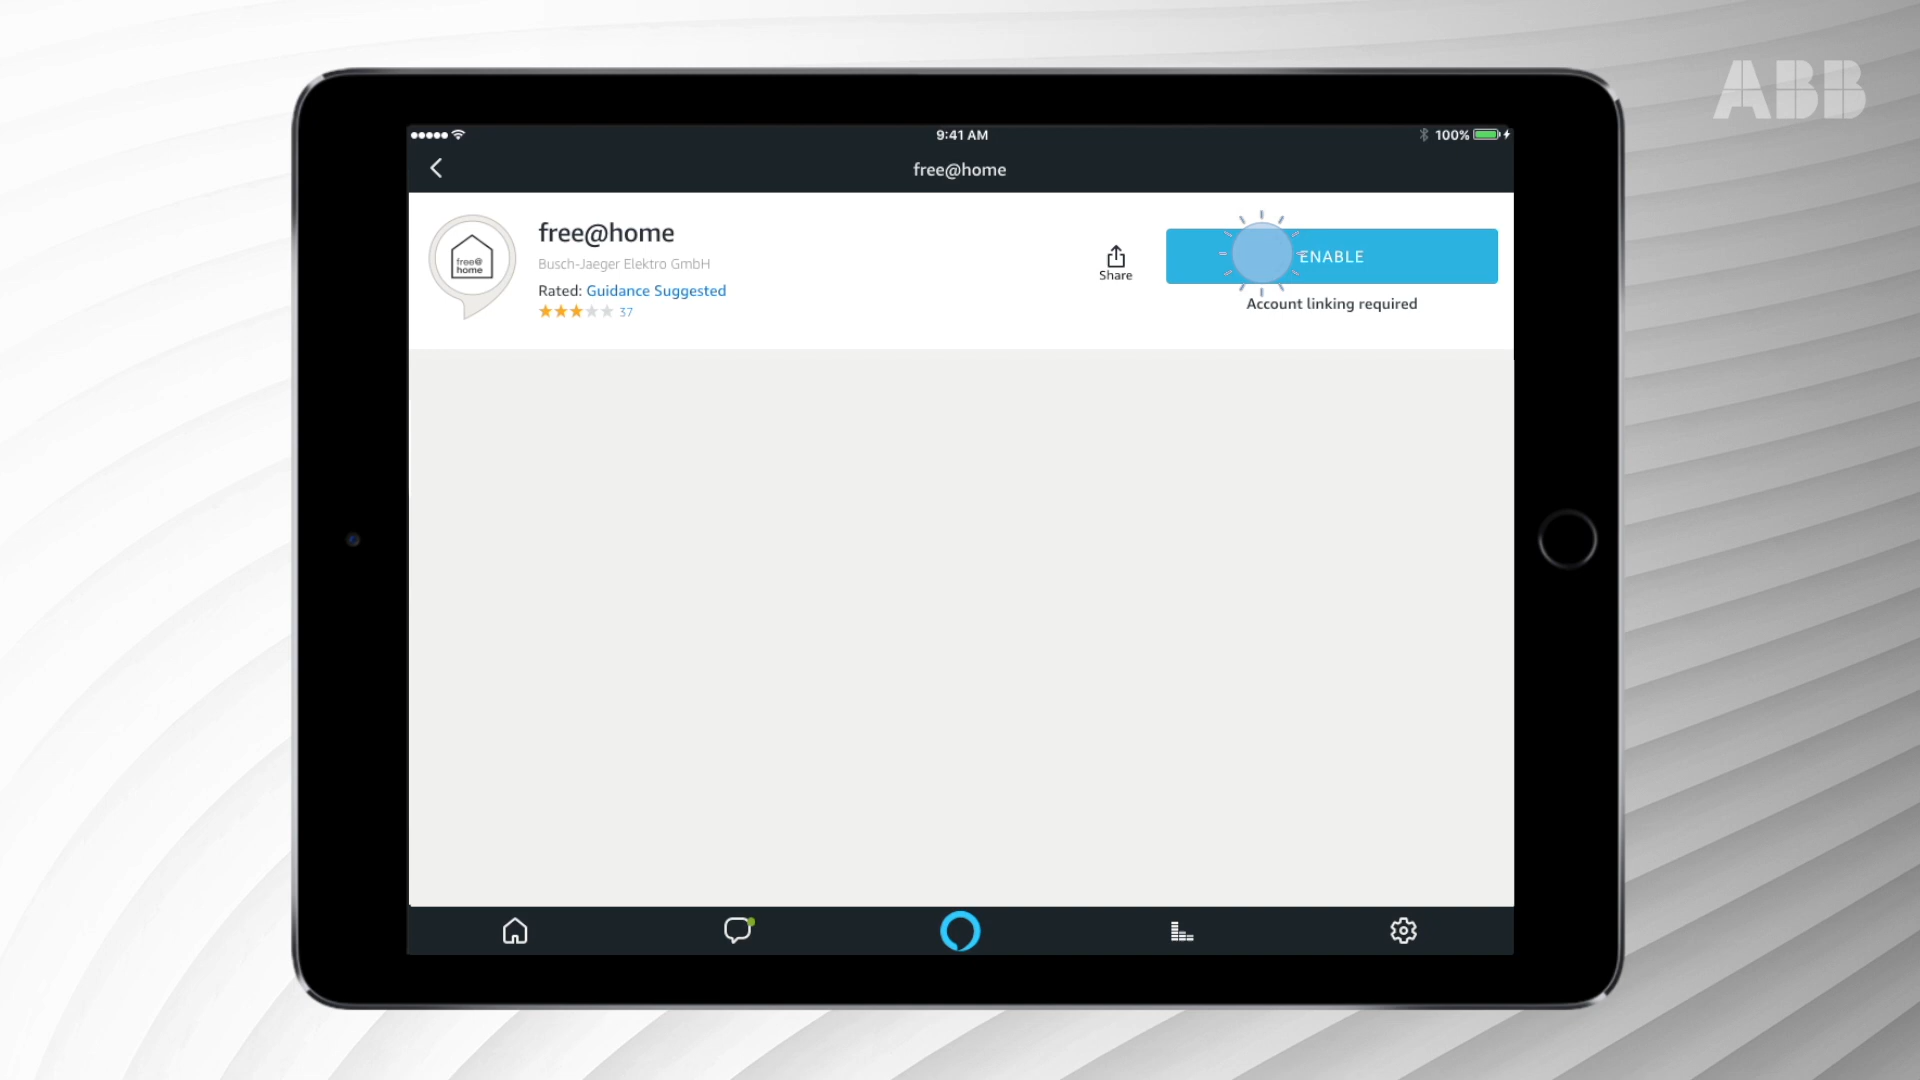 ABB
9:41 AM
100%
free@home
free@home
Busch-Jaeger Elektro GmbH
Rated: Guidance Suggested
37
free@
home
Share
ENABLE
Account linking required